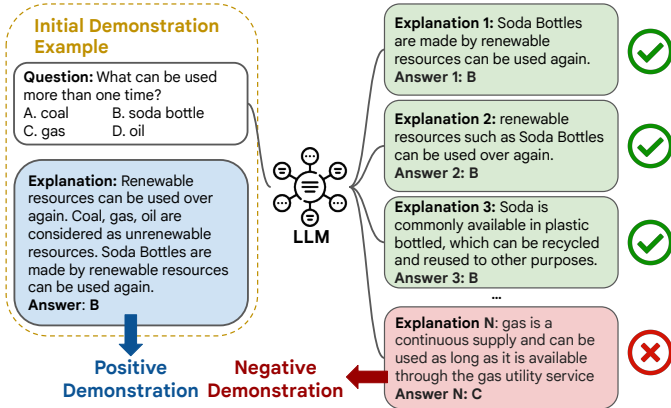 Initial Demonstration
Example
Question: What can be used
more than one time?
A. coal B. soda bottle
C. gas D. oil
Explanation: Renewable
resources can be used over
again. Coal, gas, oil are
considered as unrenewable
resources. Soda Bottles are
made by renewable resources
can be used again.
Answer: B
Positive
Demonstration
LLM
Explanation 1: Soda Bottles
are made by renewable
resources can be used again.
Answer 1: B
Explanation 2: renewable
resources such as Soda Bottles
can be used over again.
Answer 2: B
Explanation 3: Soda is
commonly available in plastic
bottled, which can be recycled
and reused to other purposes.
Answer 3: B
...
Explanation N: gas is a
continuous supply and can be
used as long as it is available
through the gas utility service
Answer N: C
Negative
Demonstration